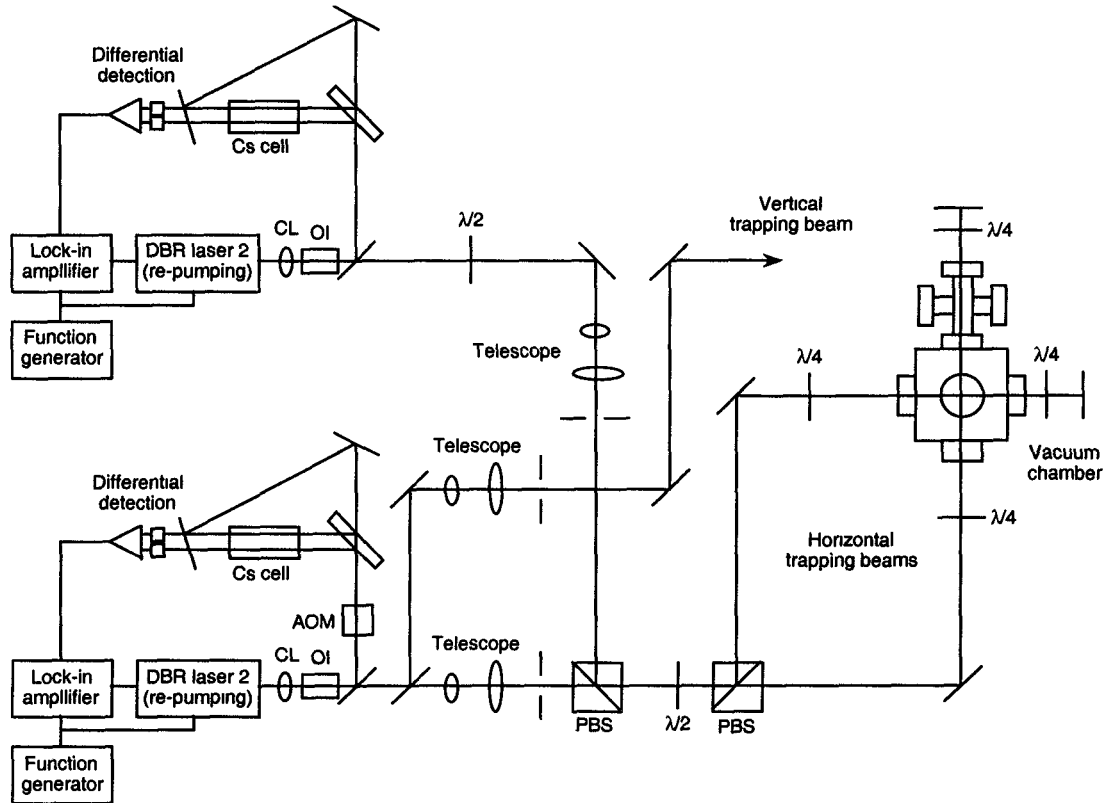 Differential
detection
Cs cell
Lock-in
ampllifier
DBR laser 2
(re-pumping)
CL
OI
λ/2
Function
generator
Telescope
Vertical
trapping beam
λ/4
λ/4
λ/4
Vacuum
chamber
λ/4
Horizontal
trapping beams
Telescope
Differential
detection
Cs cell
AOM
Telescope
Lock-in
ampllifier
DBR laser 2
(re-pumping)
CL
OI
PBS
λ/2
PBS
Function
generator